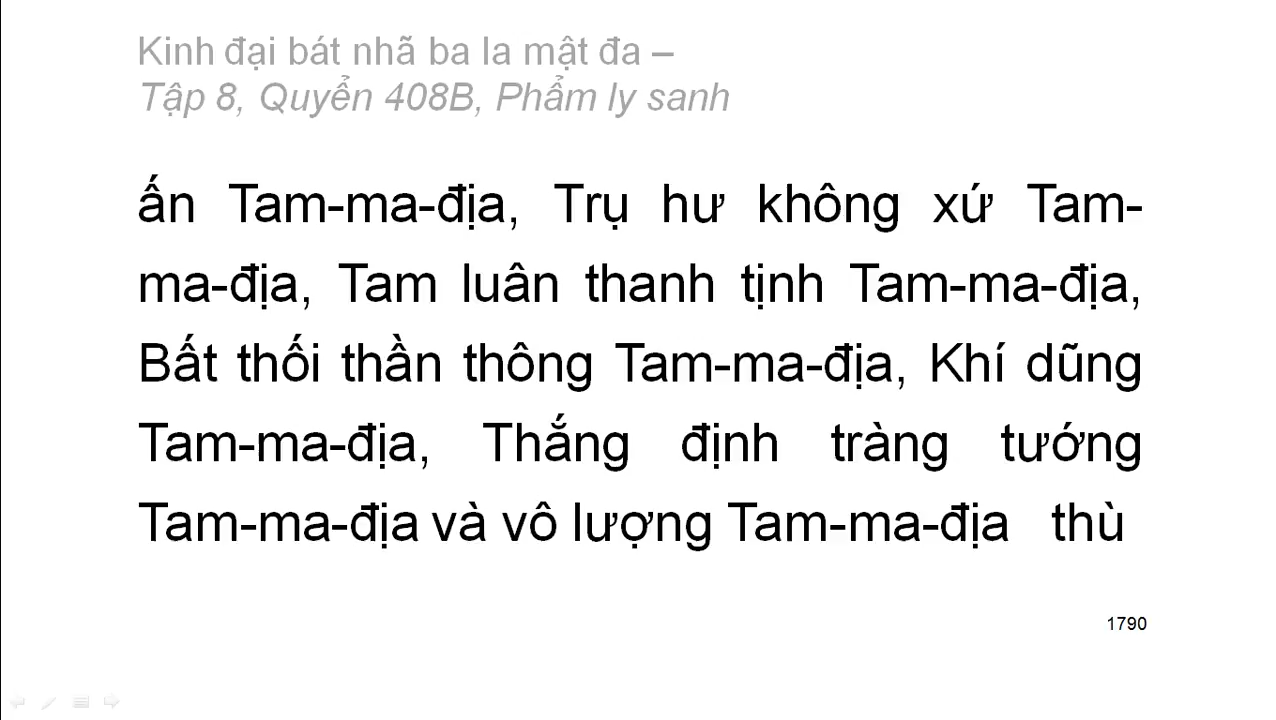 Kinh đại bát nhã ba la mật đa –
Tập 8, Quyển 408B, Phẩm ly sanh
ấn Tam-ma-địa, Trụ hư không xứ Tam-
ma-địa, Tam luân thanh tịnh Tam-ma-địa,
Bất thối thần thông Tam-ma-địa, Khí dũng
Tam-ma-địa, Thắng định tràng tướng
Tam-ma-địa và vô lượng Tam-ma-địa thù
1790